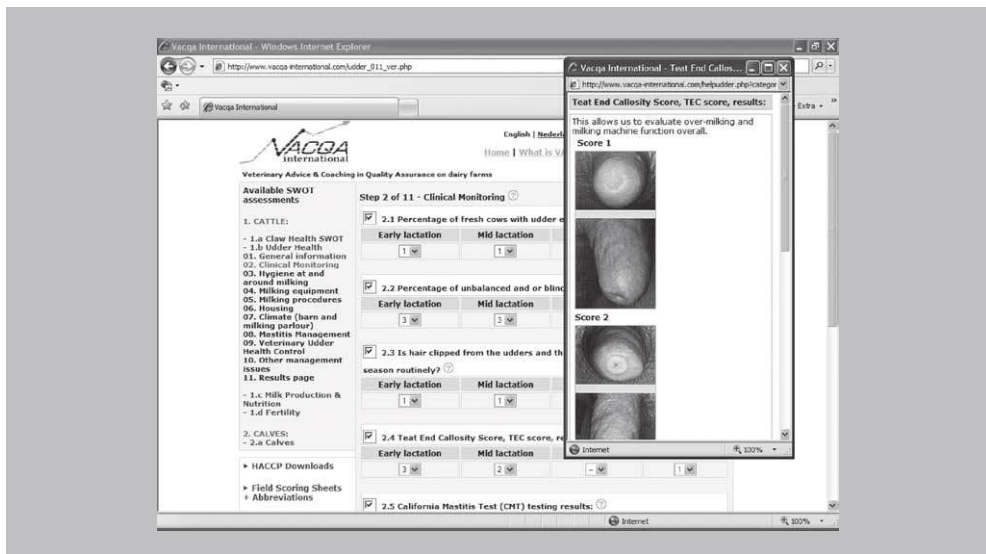 Vacqa International - Windows Internet Explorer
http://www.vacqa-international.com/udder_011_ver.php
Vacqa International
Extra
VACQA
international
English |
Home | What is
Veterinary Advice & Coaching in Quality Assurance on dairy farms
Available SWOT
assessments
1. CATTLE:
- 1.a Claw Health SWOT
- 1.b Udder Health
01. General information
02. Clinical Monitoring
03. Hygiene at and
around milking
04. Milking equipment
05. Milking procedures
06. Housing
07. Climate (barn and
milking parlour)
08. Mastitis Management
09. Veterinary Udder
Health Control
10. Other management
issues
11. Results page
- 1.c Milk Production &
Nutrition
- 1.d Fertility
2. CALVES:
- 2.a Calves
HACCP Downloads
Field Scoring Sheets
+ Abbreviations
Step 2 of 11 - Clinical Monitoring ?
2.1 Percentage of fresh cows with udder
Early lactation Mid lactation
1 1
2.2 Percentage of unbalanced and or
Early lactation Mid lactation
3 3
2.3 Is hair clipped from the udders and
season routinely? ?
Early lactation Mid lactation
1 1
2.4 Teat End Callosity Score, TEC score,
Early lactation Mid lactation
3 2 - 1
2.5 California Mastitis Test (CMT) testing results: ?
Internet 100%
Vacqa International - Teat End Callos...
http://www.vacqa-international.com/helpudder.php?categor
Teat End Callosity Score, TEC score, results:
This allows us to evaluate over-milking and
milking machine function overall.
Score 1
Score 2
Internet 100%